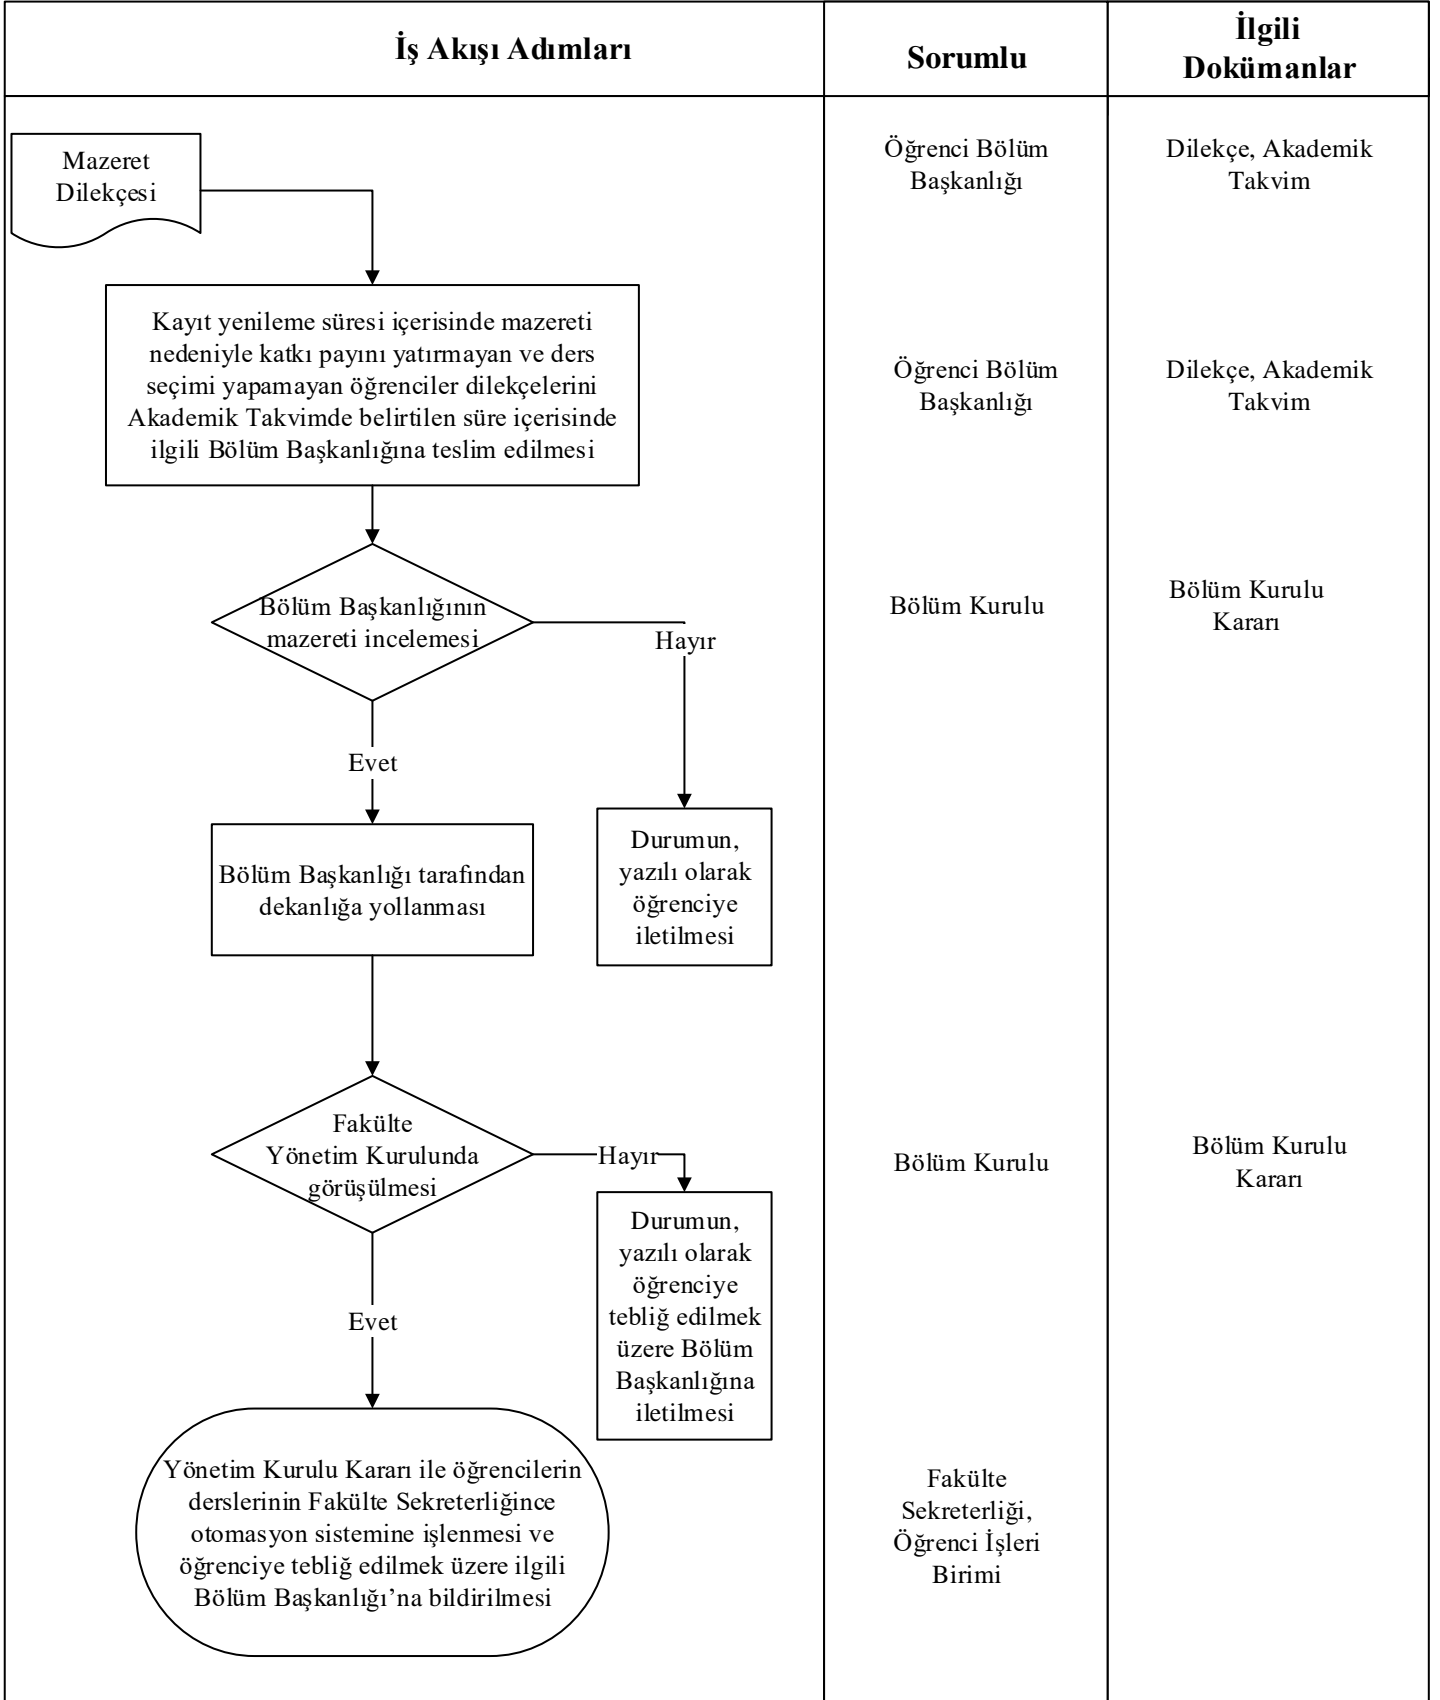 İş Akışı Adımları
Sorumlu
İlgili
Dokümanlar
Mazeret
Dilekçesi
Öğrenci Bölüm
Başkanlığı
Dilekçe, Akademik
Takvim
Kayıt yenileme süresi içerisinde mazereti
nedeniyle katkı payını yatırmayan ve ders
seçimi yapamayan öğrenciler dilekçelerini
Akademik Takvimde belirtilen süre içerisinde
ilgili Bölüm Başkanlığına teslim edilmesi
Öğrenci Bölüm
Başkanlığı
Dilekçe, Akademik
Takvim
Bölüm Başkanlığının
mazereti incelemesi
Hayır
Bölüm Kurulu
Bölüm Kurulu
Kararı
Evet
Bölüm Başkanlığı tarafından
dekanlığa yollanması
Durumun,
yazılı olarak
öğrenciye
iletilmesi
Fakülte
Yönetim Kurulunda
görüşülmesi
Hayır
Bölüm Kurulu
Bölüm Kurulu
Kararı
Durumun,
yazılı olarak
öğrenciye
tebliğ edilmek
üzere Bölüm
Başkanlığına
iletilmesi
Evet
Yönetim Kurulu Kararı ile öğrencilerin
derslerinin Fakülte Sekreterliğince
otomasyon sistemine işlenmesi ve
öğrenciye tebliğ edilmek üzere ilgili
Bölüm Başkanlığı’na bildirilmesi
Fakülte
Sekreterliği,
Öğrenci İşleri
Birimi